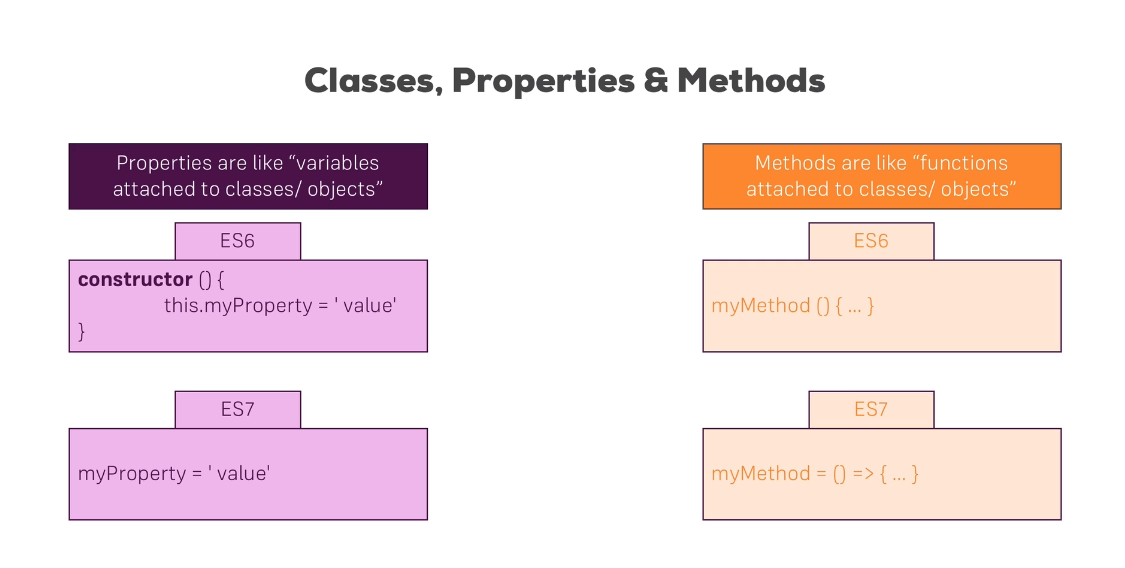 Classes, Properties & Methods
Properties are like “variables
attached to classes/ objects”
ES6
constructor () {
this.myProperty = ' value'
}
ES7
myProperty = ' value'
Methods are like “functions
attached to classes/ objects”
ES6
myMethod () { ... }
ES7
myMethod = () => { ... }